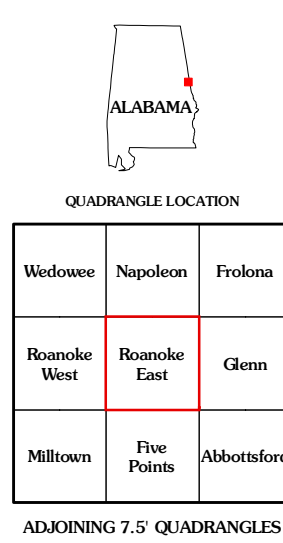 ALABAMA
QUADRANGLE LOCATION
Wedowee Napoleon Frolona
Roanoke West Roanoke East Glenn
Milltown Five Points Abbottsford
ADJOINING 7.5' QUADRANGLES